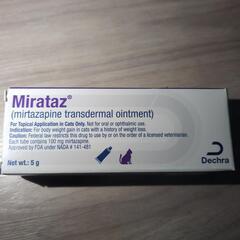 Mirataz®
(mirtazapine transdermal ointment)
For Topical Application in Cats Only. Not for oral or ophthalmic use.
Indication: For body weight gain in cats with a history of weight loss.
Caution: Federal law restricts this drug to use by or on the order of a licensed veterinarian.
Each tube contains 100 mg mirtazapine.
Approved by FDA under NADA # 141-481
Net wt.: 5 g
Dechra